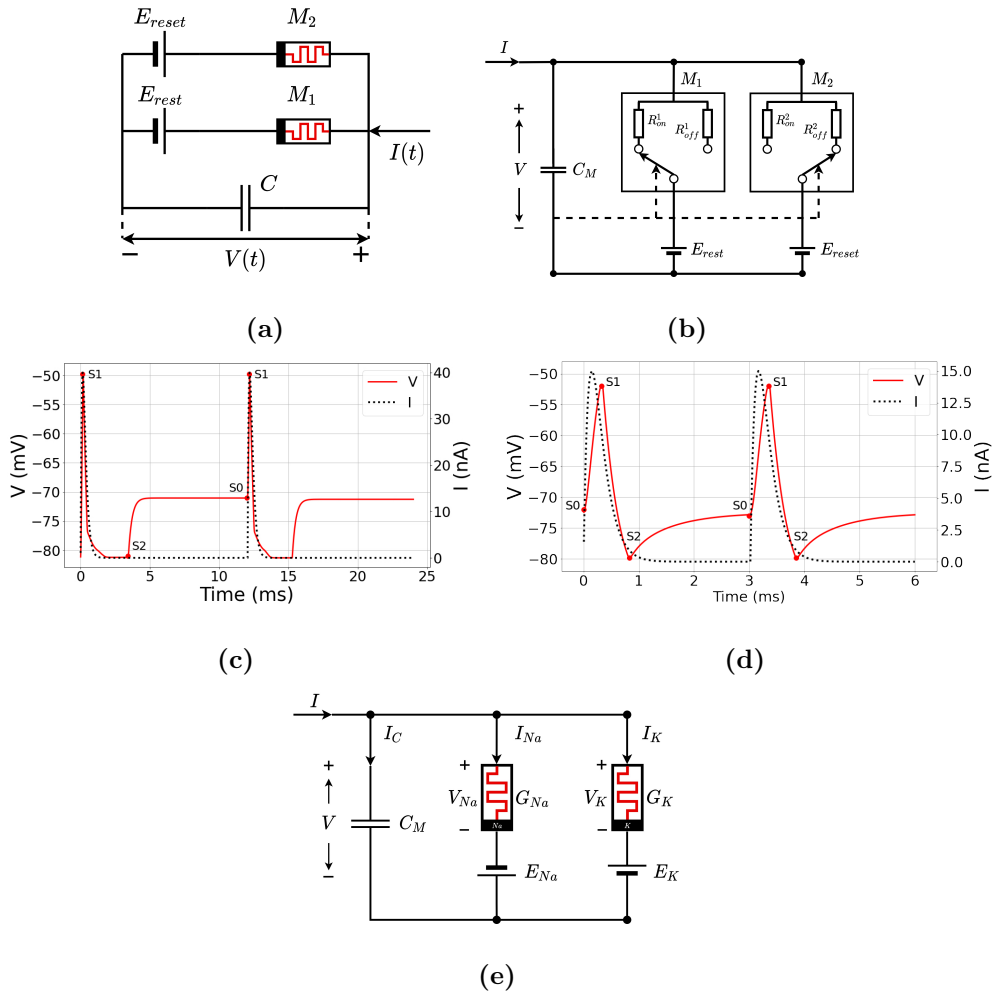 E_reset M_2
E_rest M_1
I(t)
C
− V(t) +
(a)
I
M_1 M_2
+
R^1_on R^1_off R^2_on R^2_off
V C_M
−
E_rest E_reset
(b)
S1 S1 V I
S0
S2
−50 −55 −60 −65 −70 −75 −80
V (mV)
40 30 20 10 0
I (nA)
0 5 10 15 20 25
Time (ms)
(c)
S1 S1 V I
S0 S0
S2 S2
−50 −55 −60 −65 −70 −75 −80
V (mV)
15.0 12.5 10.0 7.5 5.0 2.5 0.0
I (nA)
0 1 2 3 4 5 6
Time (ms)
(d)
I
I_C I_Na I_K
+ + +
V C_M V_Na G_Na V_K G_K
− − −
Na K
E_Na E_K
(e)